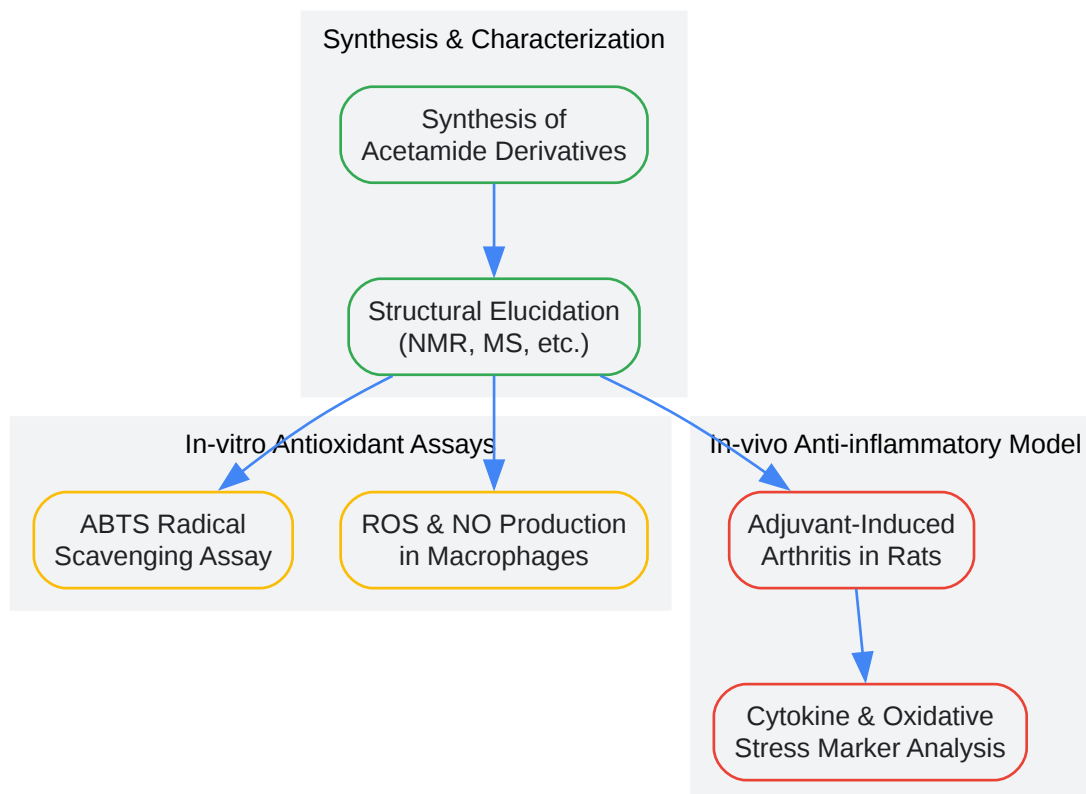 Synthesis & Characterization
Synthesis of
Acetamide Derivatives
Structural Elucidation
(NMR, MS, etc.)
In-vitro Antioxidant Assays
In-vivo Anti-inflammatory Model
ABTS Radical
Scavenging Assay
ROS & NO Production
in Macrophages
Adjuvant-Induced
Arthritis in Rats
Cytokine & Oxidative
Stress Marker Analysis